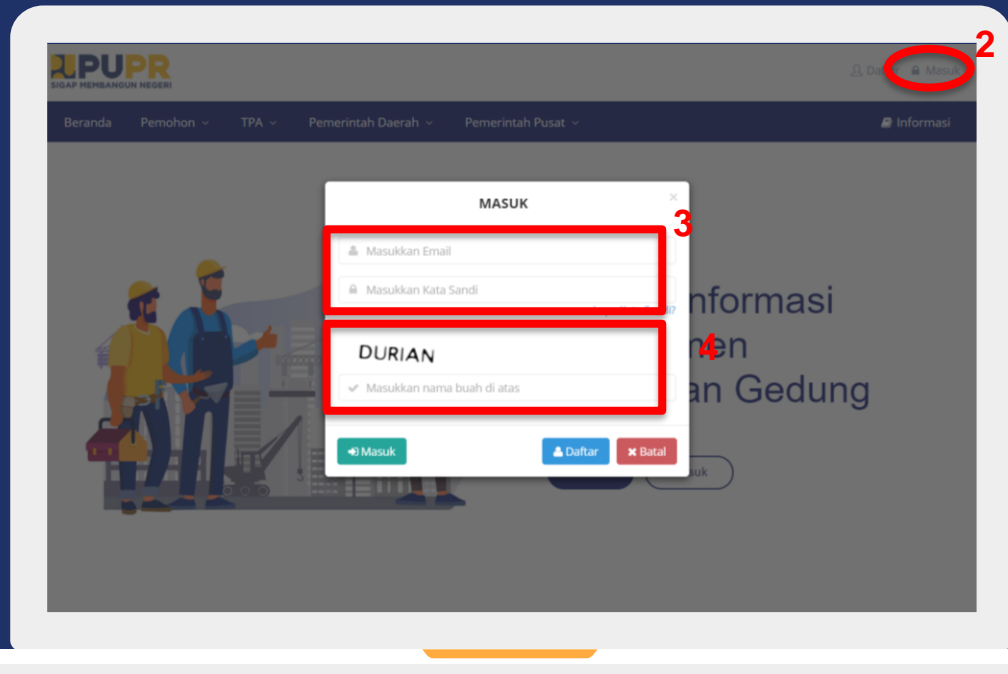 2
PUPR
SIGAP MEMBANGUN NEGERI
Masuk
Beranda Pemohon TPA Pemerintah Daerah Pemerintah Pusat Informasi
MASUK ×
3
Masukkan Email
Masukkan Kata Sandi
nformasi
DURIAN
4
men
Masukkan nama buah di atas
an Gedung
Masuk Daftar Batal
suk